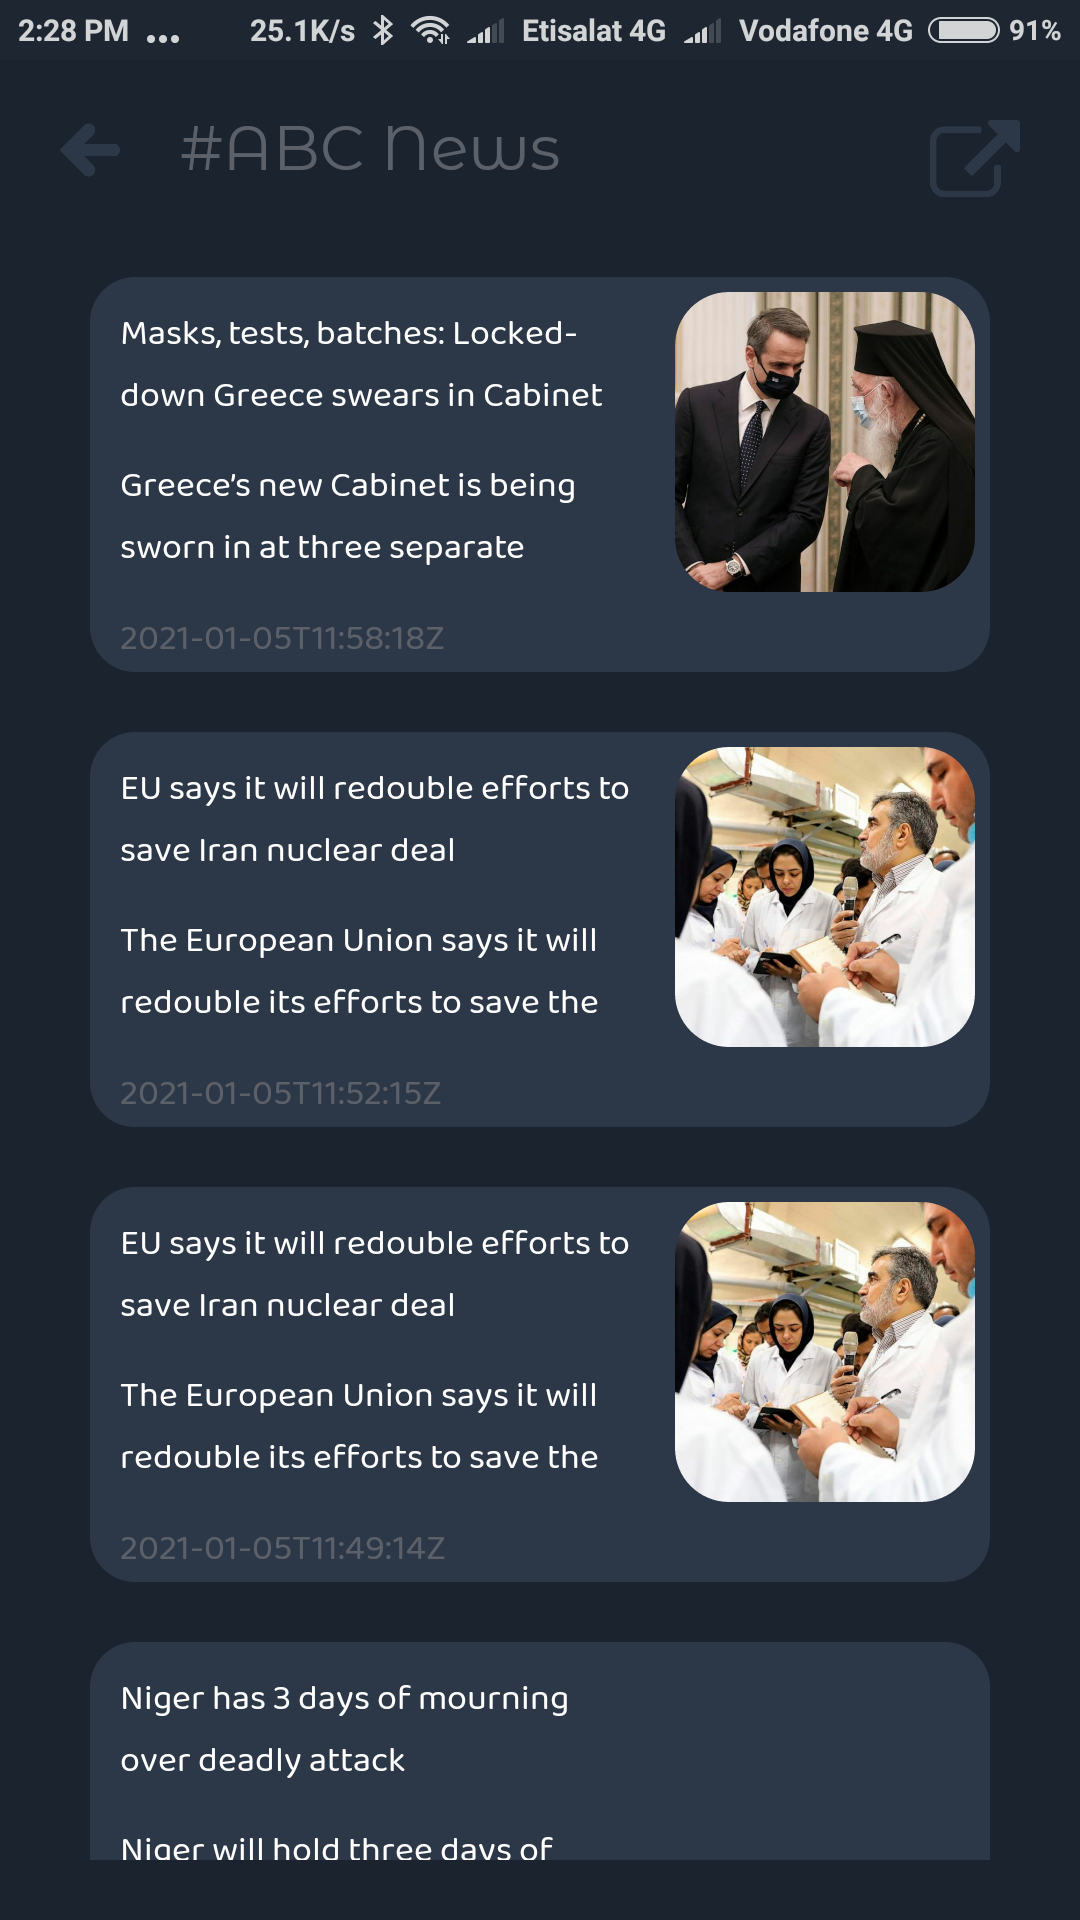 2:28 PM ... 25.1K/s Etisalat 4G Vodafone 4G 91%
#ABC News
Masks, tests, batches: Locked-
down Greece swears in Cabinet
Greece's new Cabinet is being
sworn in at three separate
2021-01-05T11:58:18Z
EU says it will redouble efforts to
save Iran nuclear deal
The European Union says it will
redouble its efforts to save the
2021-01-05T11:52:15Z
EU says it will redouble efforts to
save Iran nuclear deal
The European Union says it will
redouble its efforts to save the
2021-01-05T11:49:14Z
Niger has 3 days of mourning
over deadly attack
Niger will hold three days of